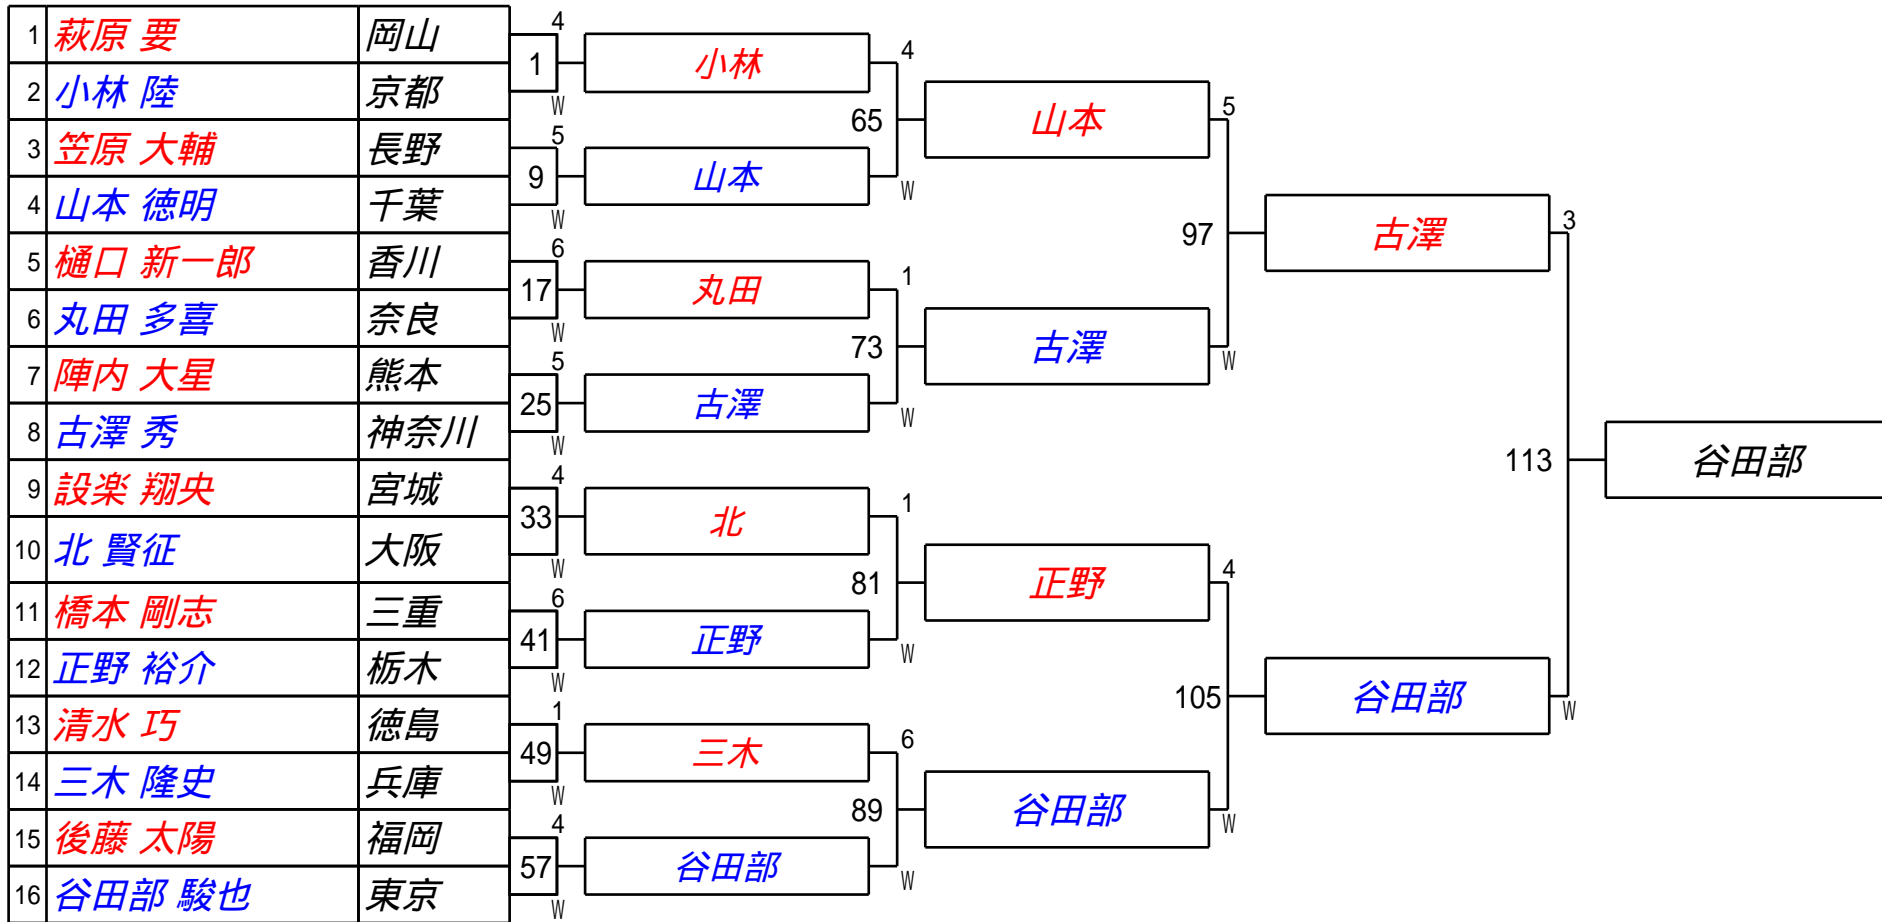 1 萩原 要 岡山
2 小林 陸 京都
3 笠原 大輔 長野
4 山本 徳明 千葉
5 樋口 新一郎 香川
6 丸田 多喜 奈良
7 陣内 大星 熊本
8 古澤 秀 神奈川
9 設楽 翔央 宮城
10 北 賢征 大阪
11 橋本 剛志 三重
12 正野 裕介 栃木
13 清水 巧 徳島
14 三木 隆史 兵庫
15 後藤 太陽 福岡
16 谷田部 駿也 東京
4
1
W
5
9
W
6
17
W
5
25
W
4
33
W
6
41
W
1
49
W
4
57
W
小林 4
65
山本 W
丸田 1
73
古澤 W
北 1
81
正野 W
三木 6
89
谷田部 W
山本 5
97
古澤 W
正野 4
105
谷田部 W
古澤 3
113
谷田部 W
谷田部